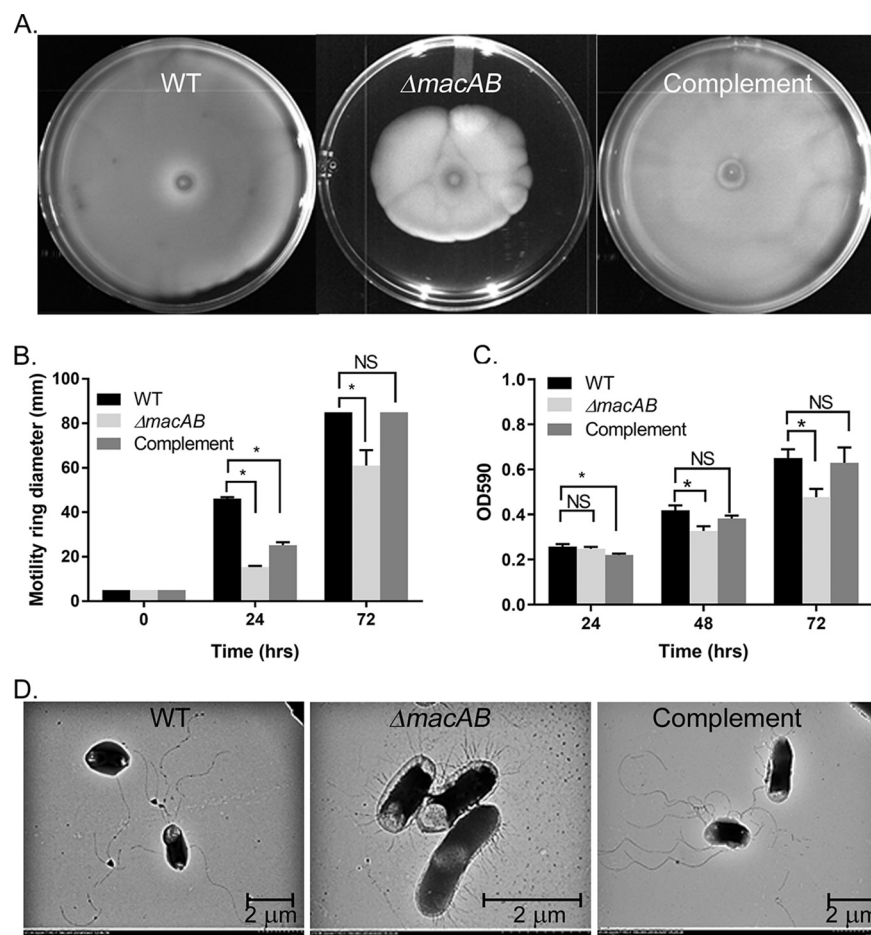 A.
WT
ΔmacAB
Complement
B.
Motility ring diameter (mm)
100
80
60
40
20
0
WT
ΔmacAB
Complement
*
*
*
NS
0
24
72
Time (hrs)
C.
OD590
1.0
0.8
0.6
0.4
0.2
0.0
WT
ΔmacAB
Complement
*
NS
NS
*
NS
*
24
48
72
Time (hrs)
D.
WT
ΔmacAB
Complement
2 μm
2 μm
2 μm